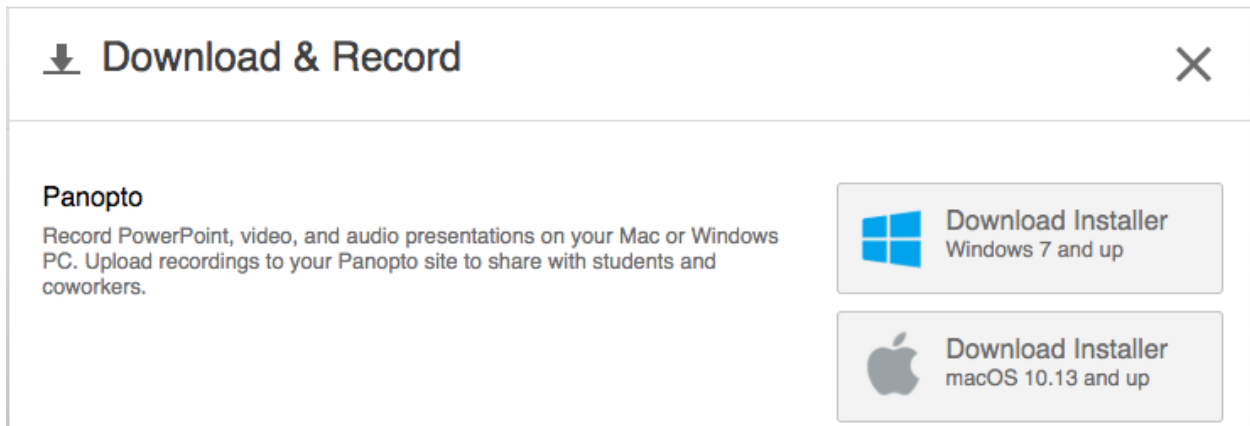 Download & Record
Panopto
Record PowerPoint, video, and audio presentations on your Mac or Windows
PC. Upload recordings to your Panopto site to share with students and
coworkers.
Download Installer
Windows 7 and up
Download Installer
macOS 10.13 and up